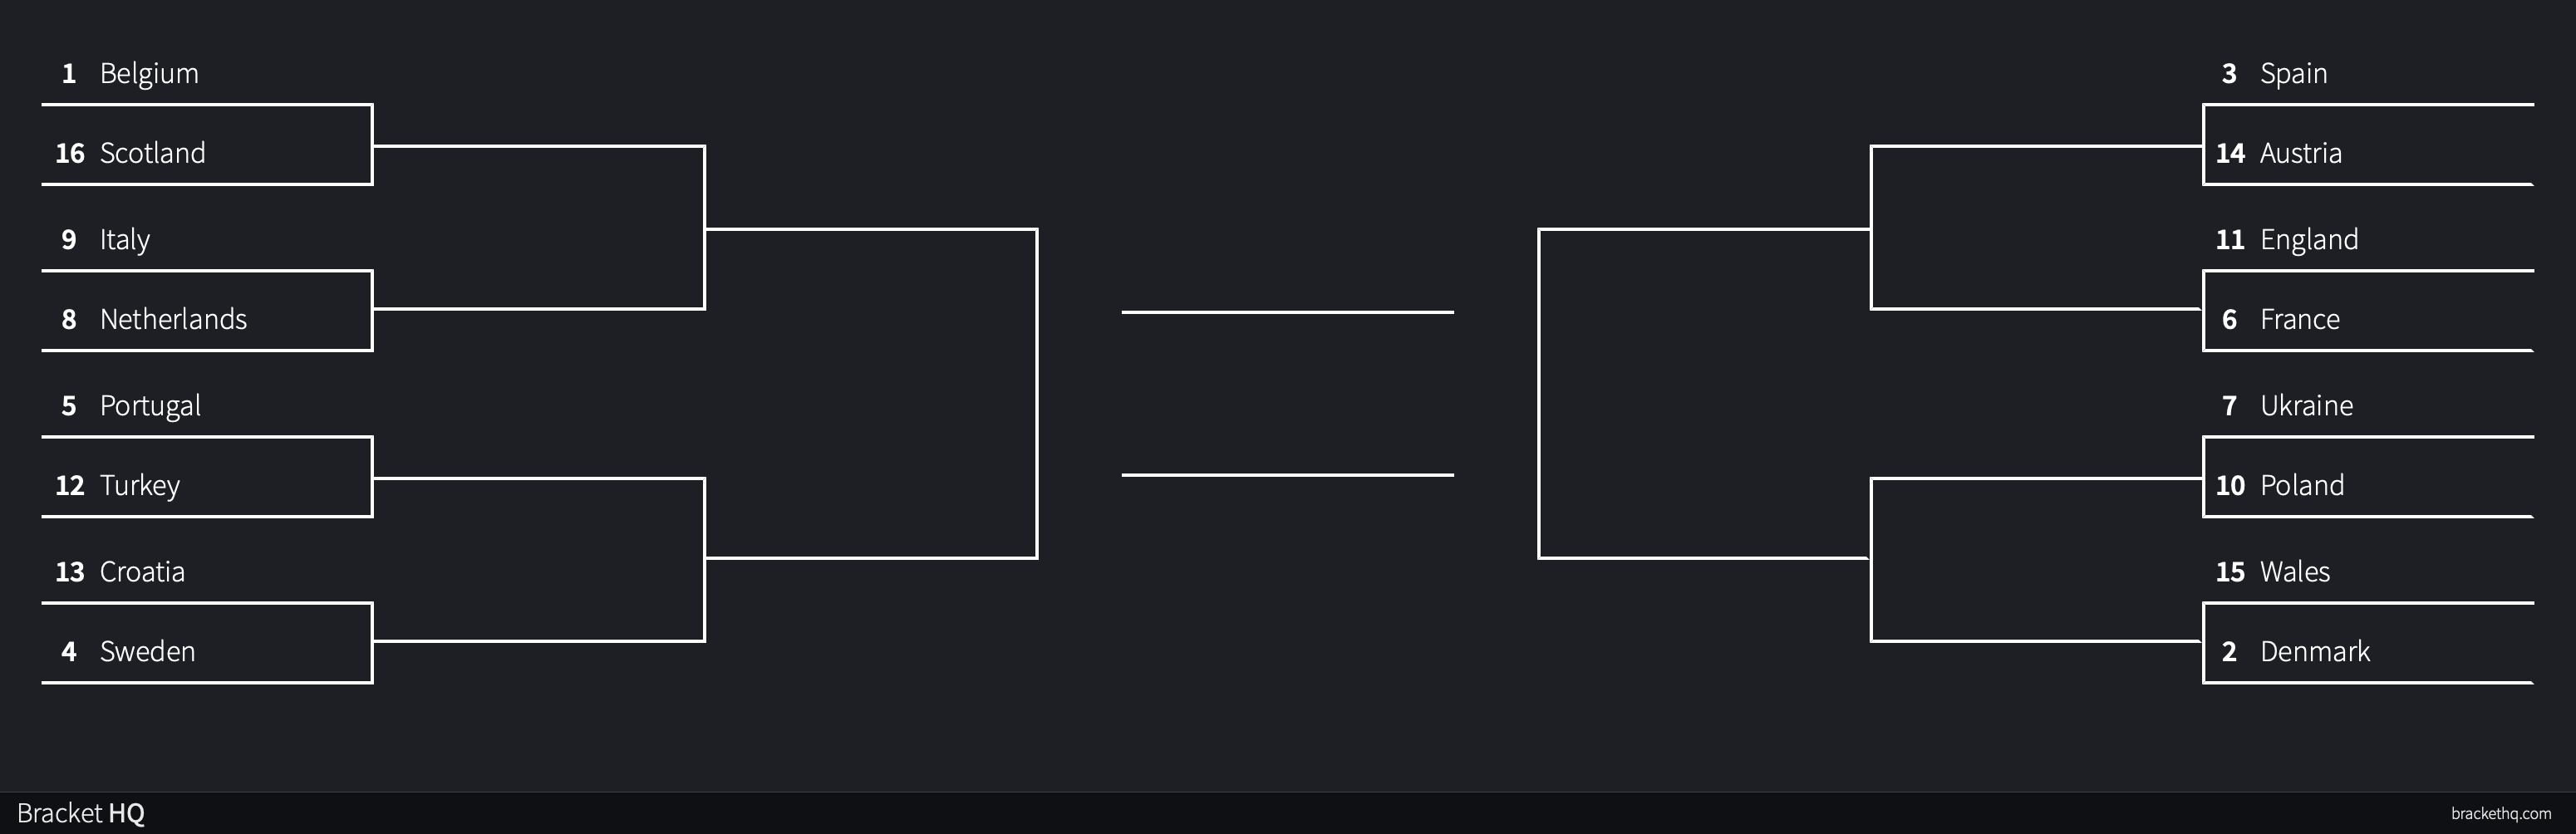 1 Belgium
16 Scotland
9 Italy
8 Netherlands
5 Portugal
12 Turkey
13 Croatia
4 Sweden
3 Spain
14 Austria
11 England
6 France
7 Ukraine
10 Poland
15 Wales
2 Denmark
Bracket HQ
brackethq.com